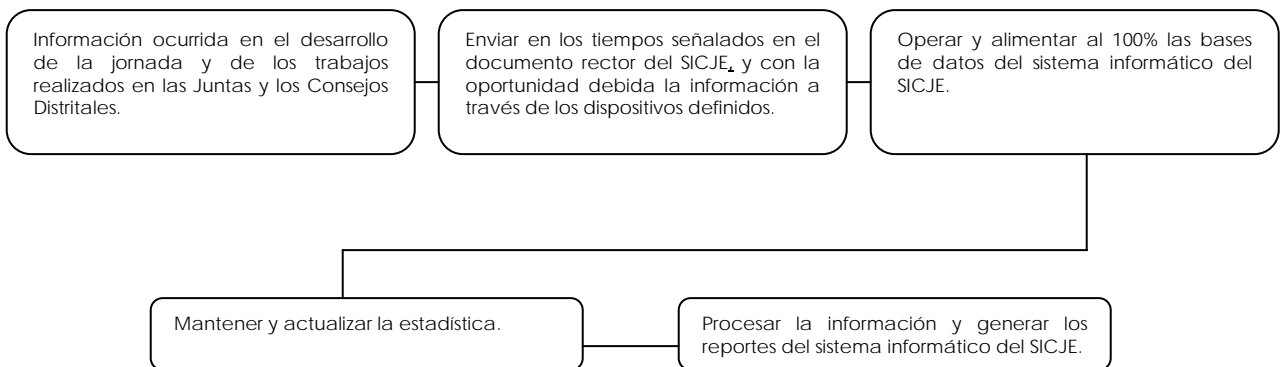 Información ocurrida en el desarrollo
de la jornada y de los trabajos
realizados en las Juntas y los Consejos
Distritales.
Enviar en los tiempos señalados en el
documento rector del SICJE, y con la
oportunidad debida la información a
través de los dispositivos definidos.
Operar y alimentar al 100% las bases
de datos del sistema informático del
SICJE.
Mantener y actualizar la estadística.
Procesar la información y generar los
reportes del sistema informático del SICJE.